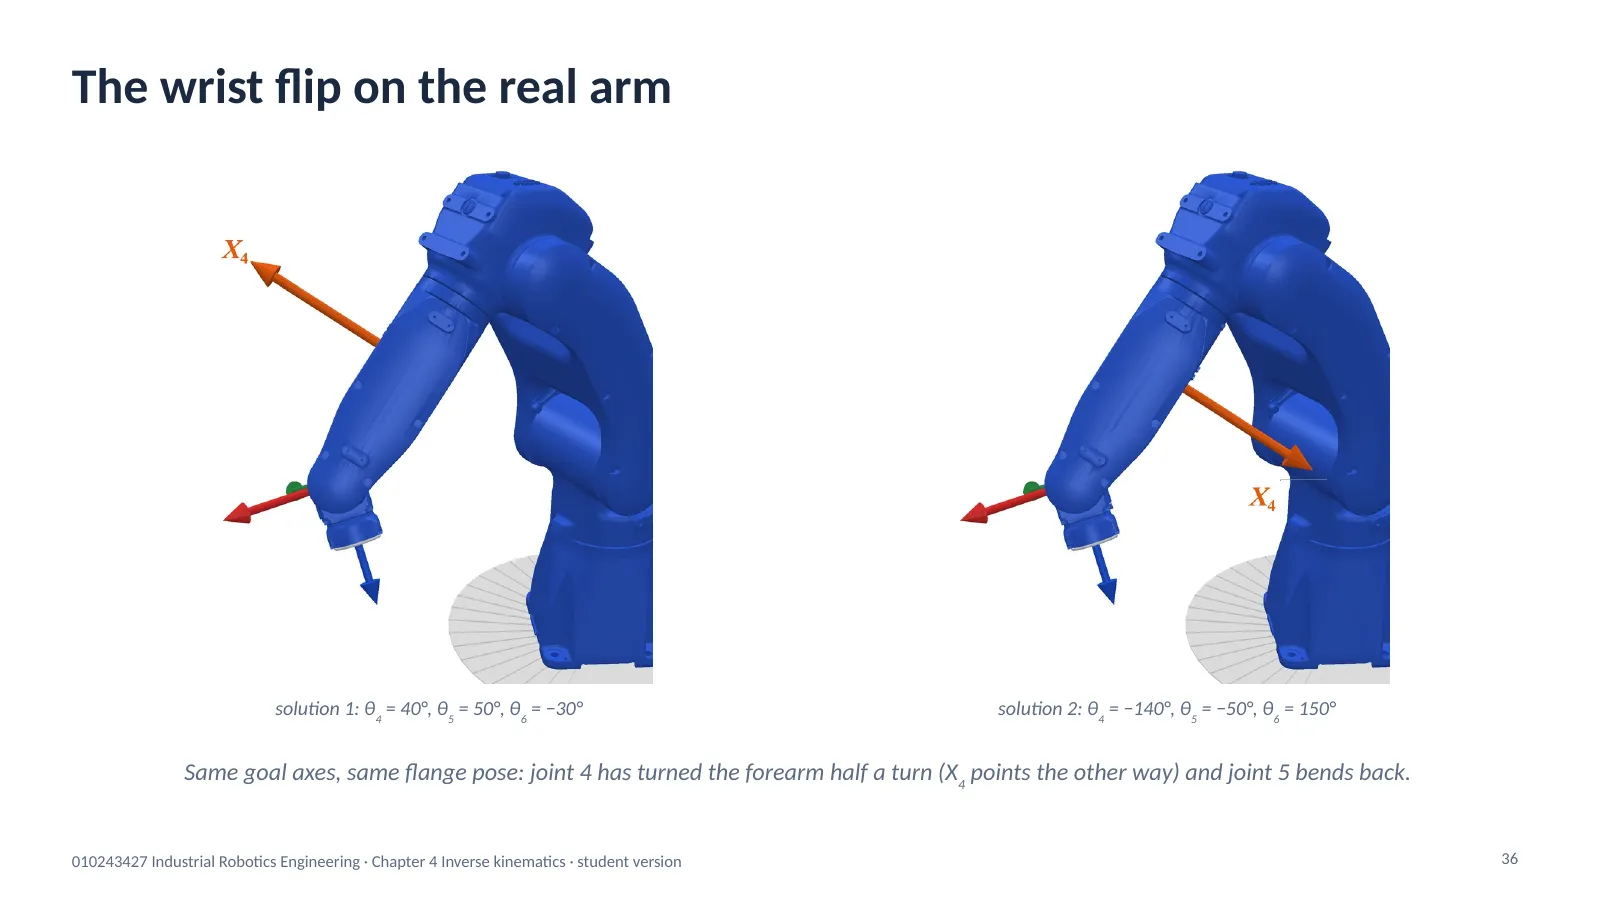 The wrist flip on the real arm
X₄
X₄
solution 1: θ₄ = 40°, θ₅ = 50°, θ₆ = −30°
solution 2: θ₄ = −140°, θ₅ = −50°, θ₆ = 150°
Same goal axes, same flange pose: joint 4 has turned the forearm half a turn (X₄ points the other way) and joint 5 bends back.
010243427 Industrial Robotics Engineering · Chapter 4 Inverse kinematics · student version
36